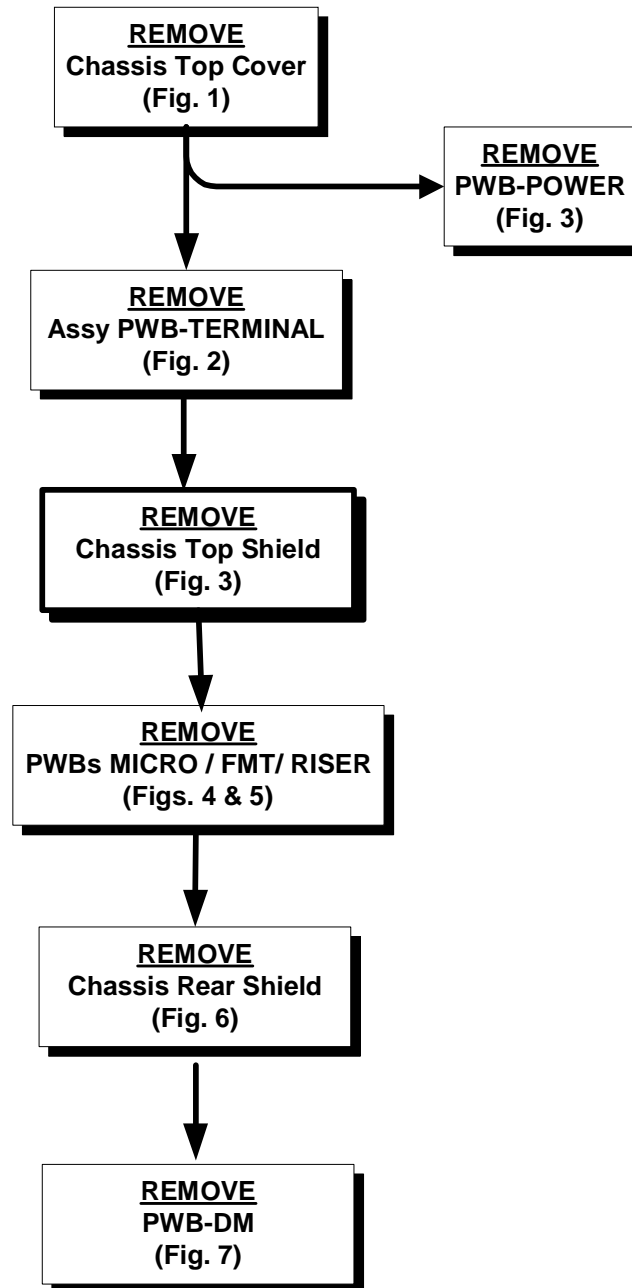 REMOVE
Chassis Top Cover
(Fig. 1)
REMOVE
PWB-POWER
(Fig. 3)
REMOVE
Assy PWB-TERMINAL
(Fig. 2)
REMOVE
Chassis Top Shield
(Fig. 3)
REMOVE
PWBs MICRO / FMT/ RISER
(Figs. 4 & 5)
REMOVE
Chassis Rear Shield
(Fig. 6)
REMOVE
PWB-DM
(Fig. 7)